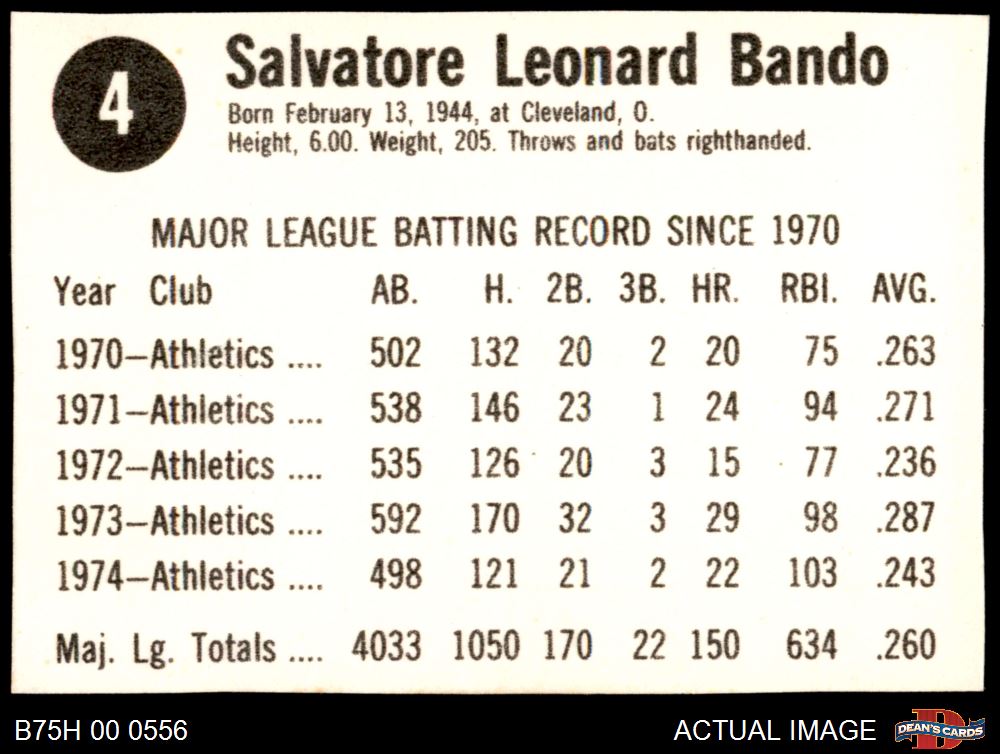 4
Salvatore Leonard Bando
Born February 13, 1944, at Cleveland, O.
Height, 6.00. Weight, 205. Throws and bats righthanded.
MAJOR LEAGUE BATTING RECORD SINCE 1970
Year Club AB. H. 2B. 3B. HR. RBI. AVG.
1970—Athletics .... 502 132 20 2 20 75 .263
1971—Athletics .... 538 146 23 1 24 94 .271
1972—Athletics .... 535 126 20 3 15 77 .236
1973—Athletics .... 592 170 32 3 29 98 .287
1974—Athletics .... 498 121 21 2 22 103 .243
Maj. Lg. Totals .... 4033 1050 170 22 150 634 .260
B75H 00 0556 ACTUAL IMAGE D DEAN'S CARDS